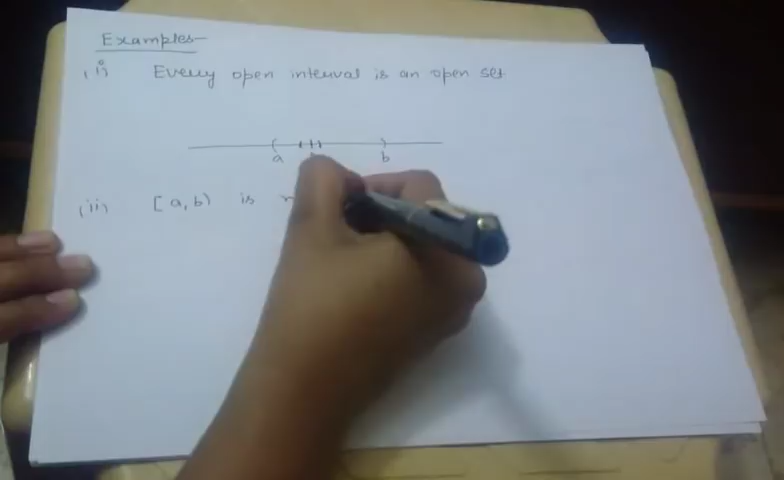 Examples-
(i) Every open interval is an open set.
( )
a b
(ii) [a,b) is